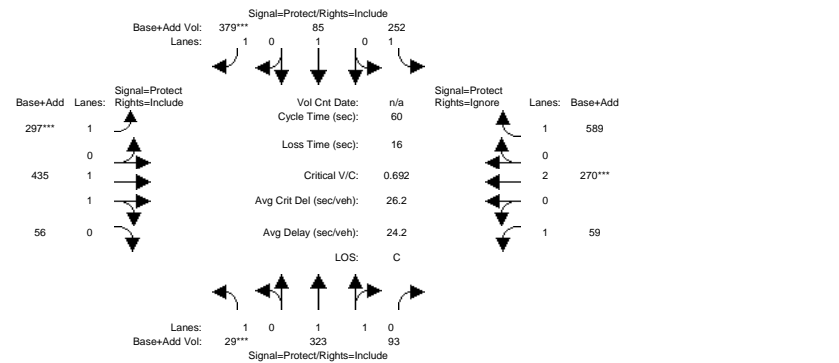 Signal=Protect/Rights=Include
Base+Add Vol: 379*** 85 252
Lanes: 1 0 1 0 1
Signal=Protect Signal=Protect
Base+Add Lanes: Rights=Include Vol Cnt Date: n/a Rights=Ignore Lanes: Base+Add
Cycle Time (sec): 60
297*** 1 1 589
Loss Time (sec): 16
0 0
435 1 Critical V/C: 0.692 2 270***
1 Avg Crit Del (sec/veh): 26.2 0
56 0 Avg Delay (sec/veh): 24.2 1 59
LOS: C
Lanes: 1 0 1 1 0
Base+Add Vol: 29*** 323 93
Signal=Protect/Rights=Include